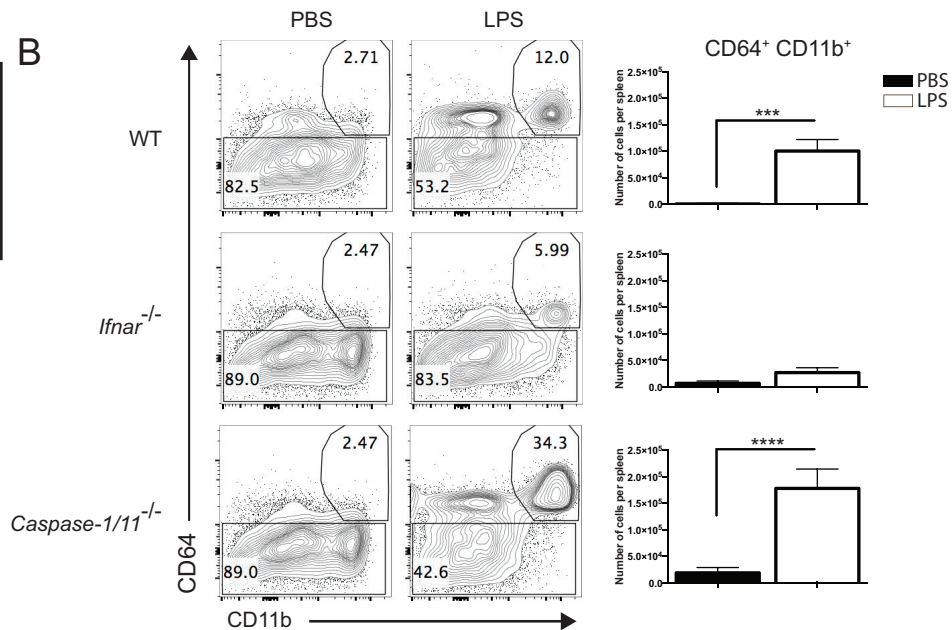 B
PBS
LPS
CD64⁺ CD11b⁺
PBS
LPS
WT
2.71
82.5
12.0
53.2
Number of cells per spleen
2.5×10⁵
2.0×10⁵
1.5×10⁵
1.0×10⁵
5.0×10⁴
0.0
***
Ifnar⁻/⁻
2.47
89.0
5.99
83.5
Number of cells per spleen
2.5×10⁵
2.0×10⁵
1.5×10⁵
1.0×10⁵
5.0×10⁴
0.0
Caspase-1/11⁻/⁻
2.47
89.0
34.3
42.6
Number of cells per spleen
2.5×10⁵
2.0×10⁵
1.5×10⁵
1.0×10⁵
5.0×10⁴
0.0
****
CD64
CD11b